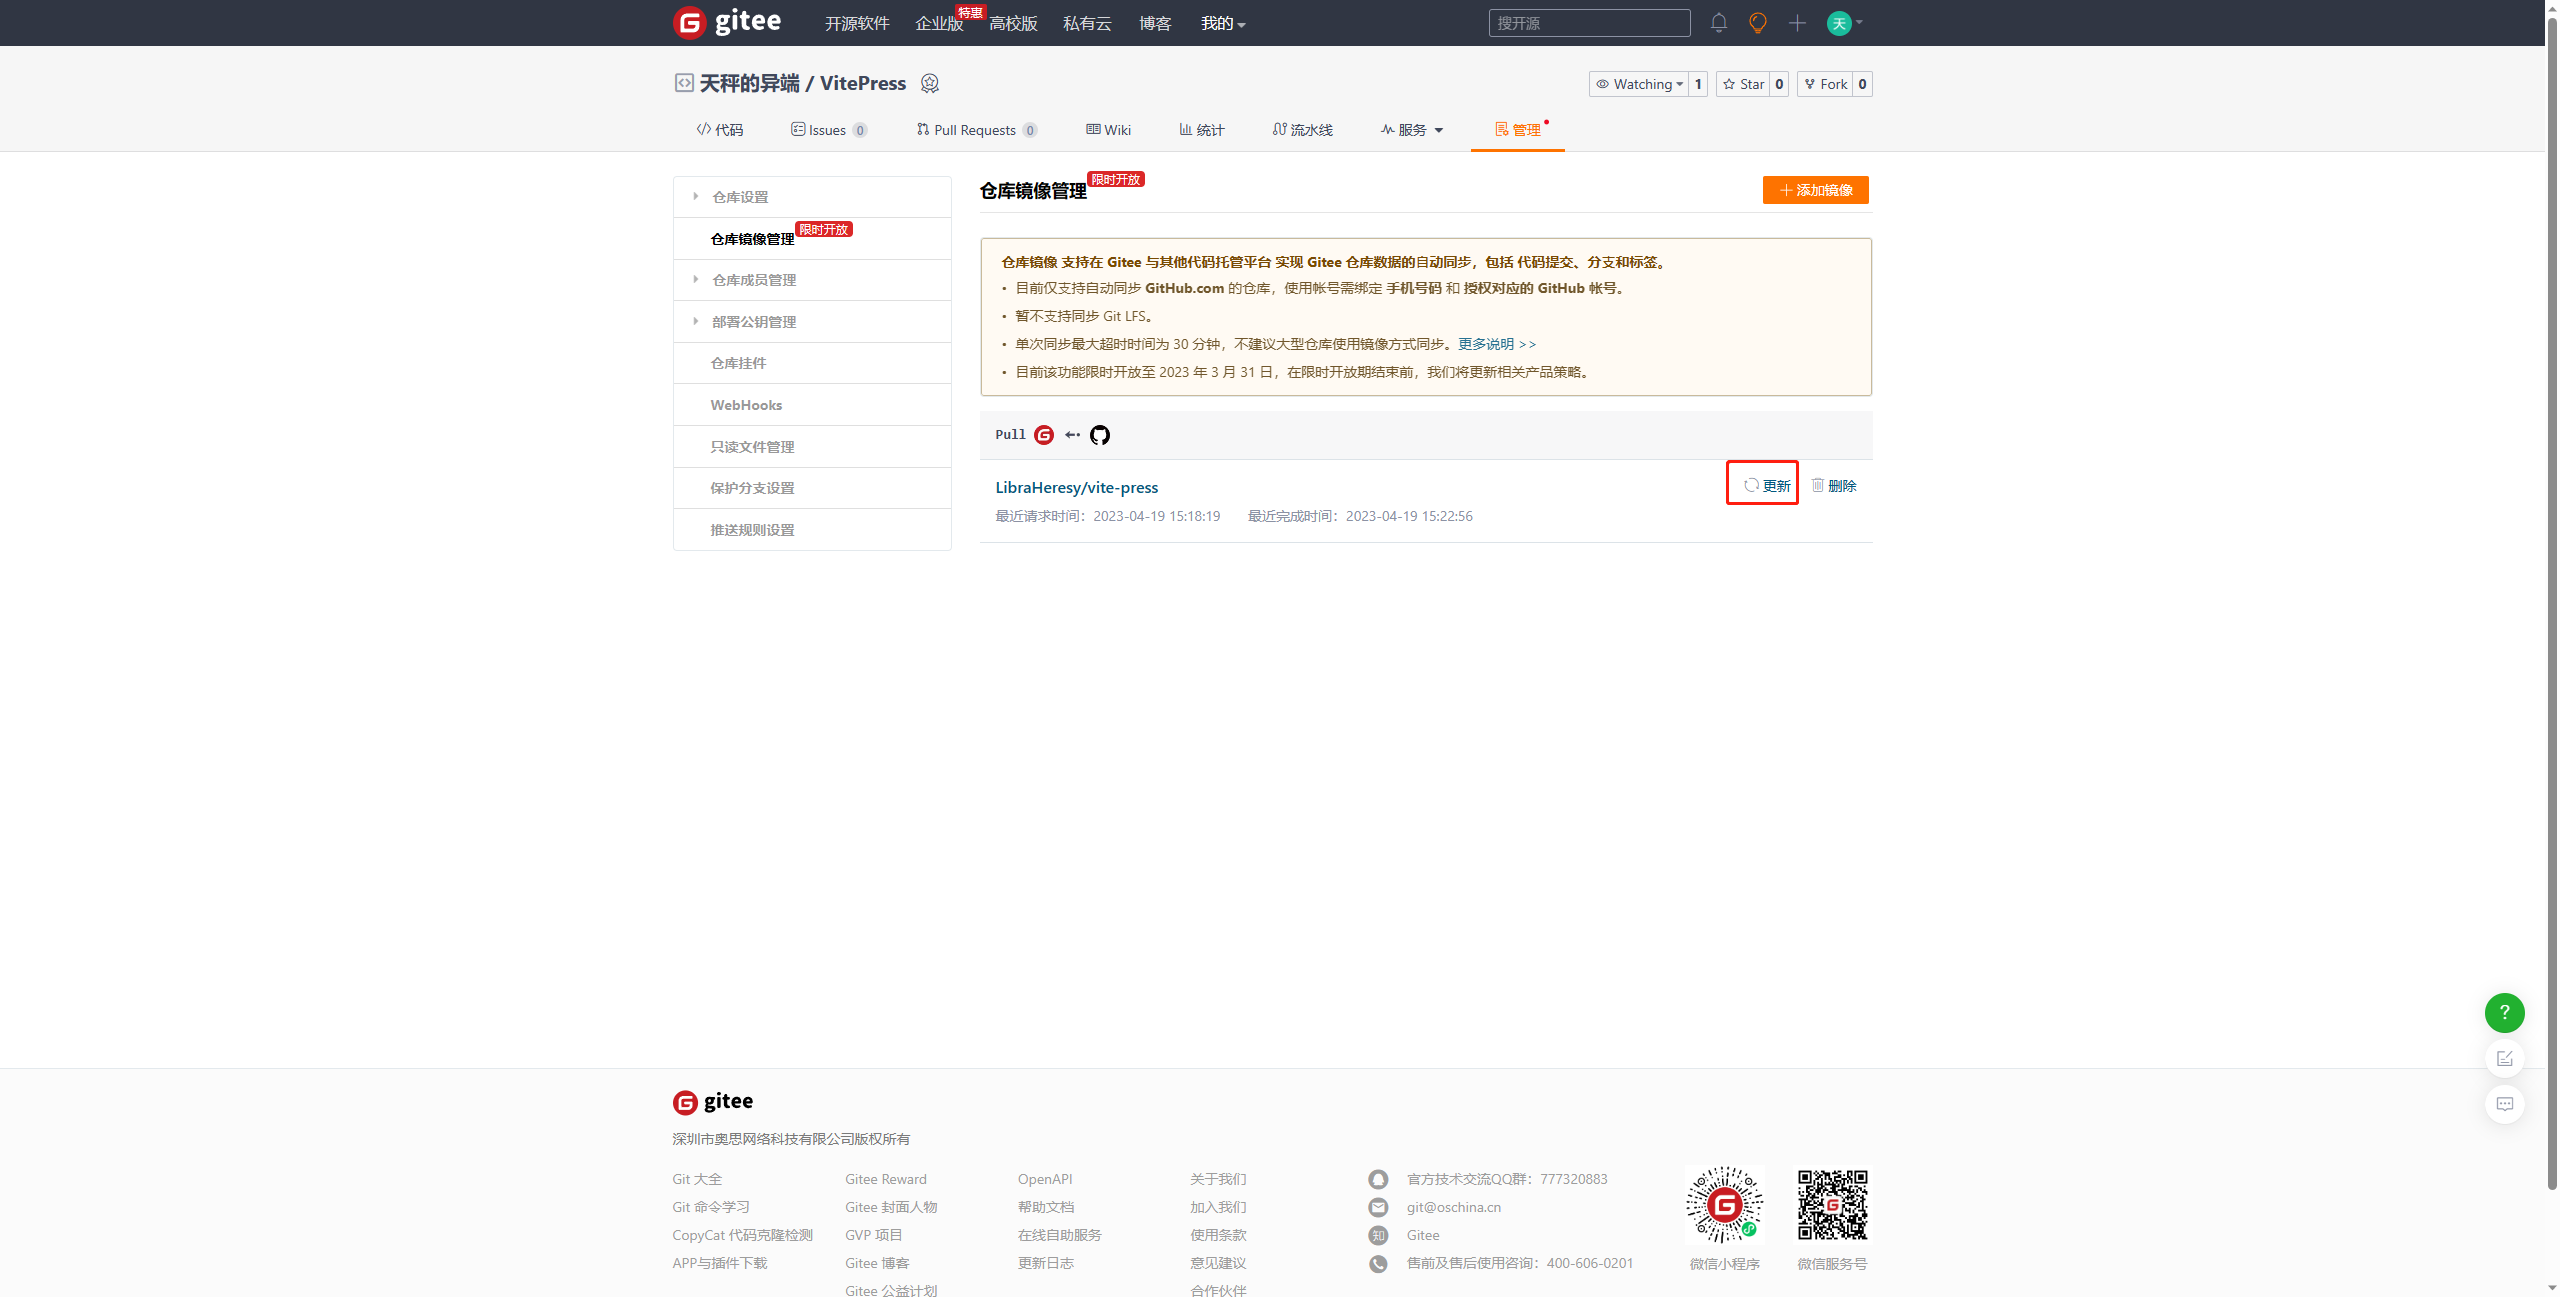 gitee
开源软件
企业版
特惠
高校版
私有云
博客
我的
搜开源
天
天秤的异端 / VitePress
Watching 1
Star 0
Fork 0
代码
Issues 0
Pull Requests 0
Wiki
统计
流水线
服务
管理
仓库设置
仓库镜像管理 限时开放
仓库成员管理
部署公钥管理
仓库挂件
WebHooks
只读文件管理
保护分支设置
推送规则设置
仓库镜像管理 限时开放
添加镜像
仓库镜像 支持在 Gitee 与其他代码托管平台 实现 Gitee 仓库数据的自动同步，包括 代码提交、分支和标签。
• 目前仅支持自动同步 GitHub.com 的仓库，使用帐号需绑定 手机号码 和 授权对应的 GitHub 帐号。
• 暂不支持同步 Git LFS。
• 单次同步最大超时时间为 30 分钟，不建议大型仓库使用镜像方式同步。更多说明 >>
• 目前该功能限时开放至 2023 年 3 月 31 日，在限时开放期结束前，我们将更新相关产品策略。
Pull
LibraHeresy/vite-press
更新
删除
最近请求时间：2023-04-19 15:18:19 最近完成时间：2023-04-19 15:22:56
?
gitee
深圳市奥思网络科技有限公司版权所有
Git 大全
Git 命令学习
CopyCat 代码克隆检测
APP与插件下载
Gitee Reward
Gitee 封面人物
GVP 项目
Gitee 博客
Gitee 公益计划
OpenAPI
帮助文档
在线自助服务
更新日志
关于我们
加入我们
使用条款
意见建议
合作伙伴
官方技术交流QQ群：777320883
git@oschina.cn
知 Gitee
售前及售后使用咨询：400-606-0201
微信小程序
微信服务号